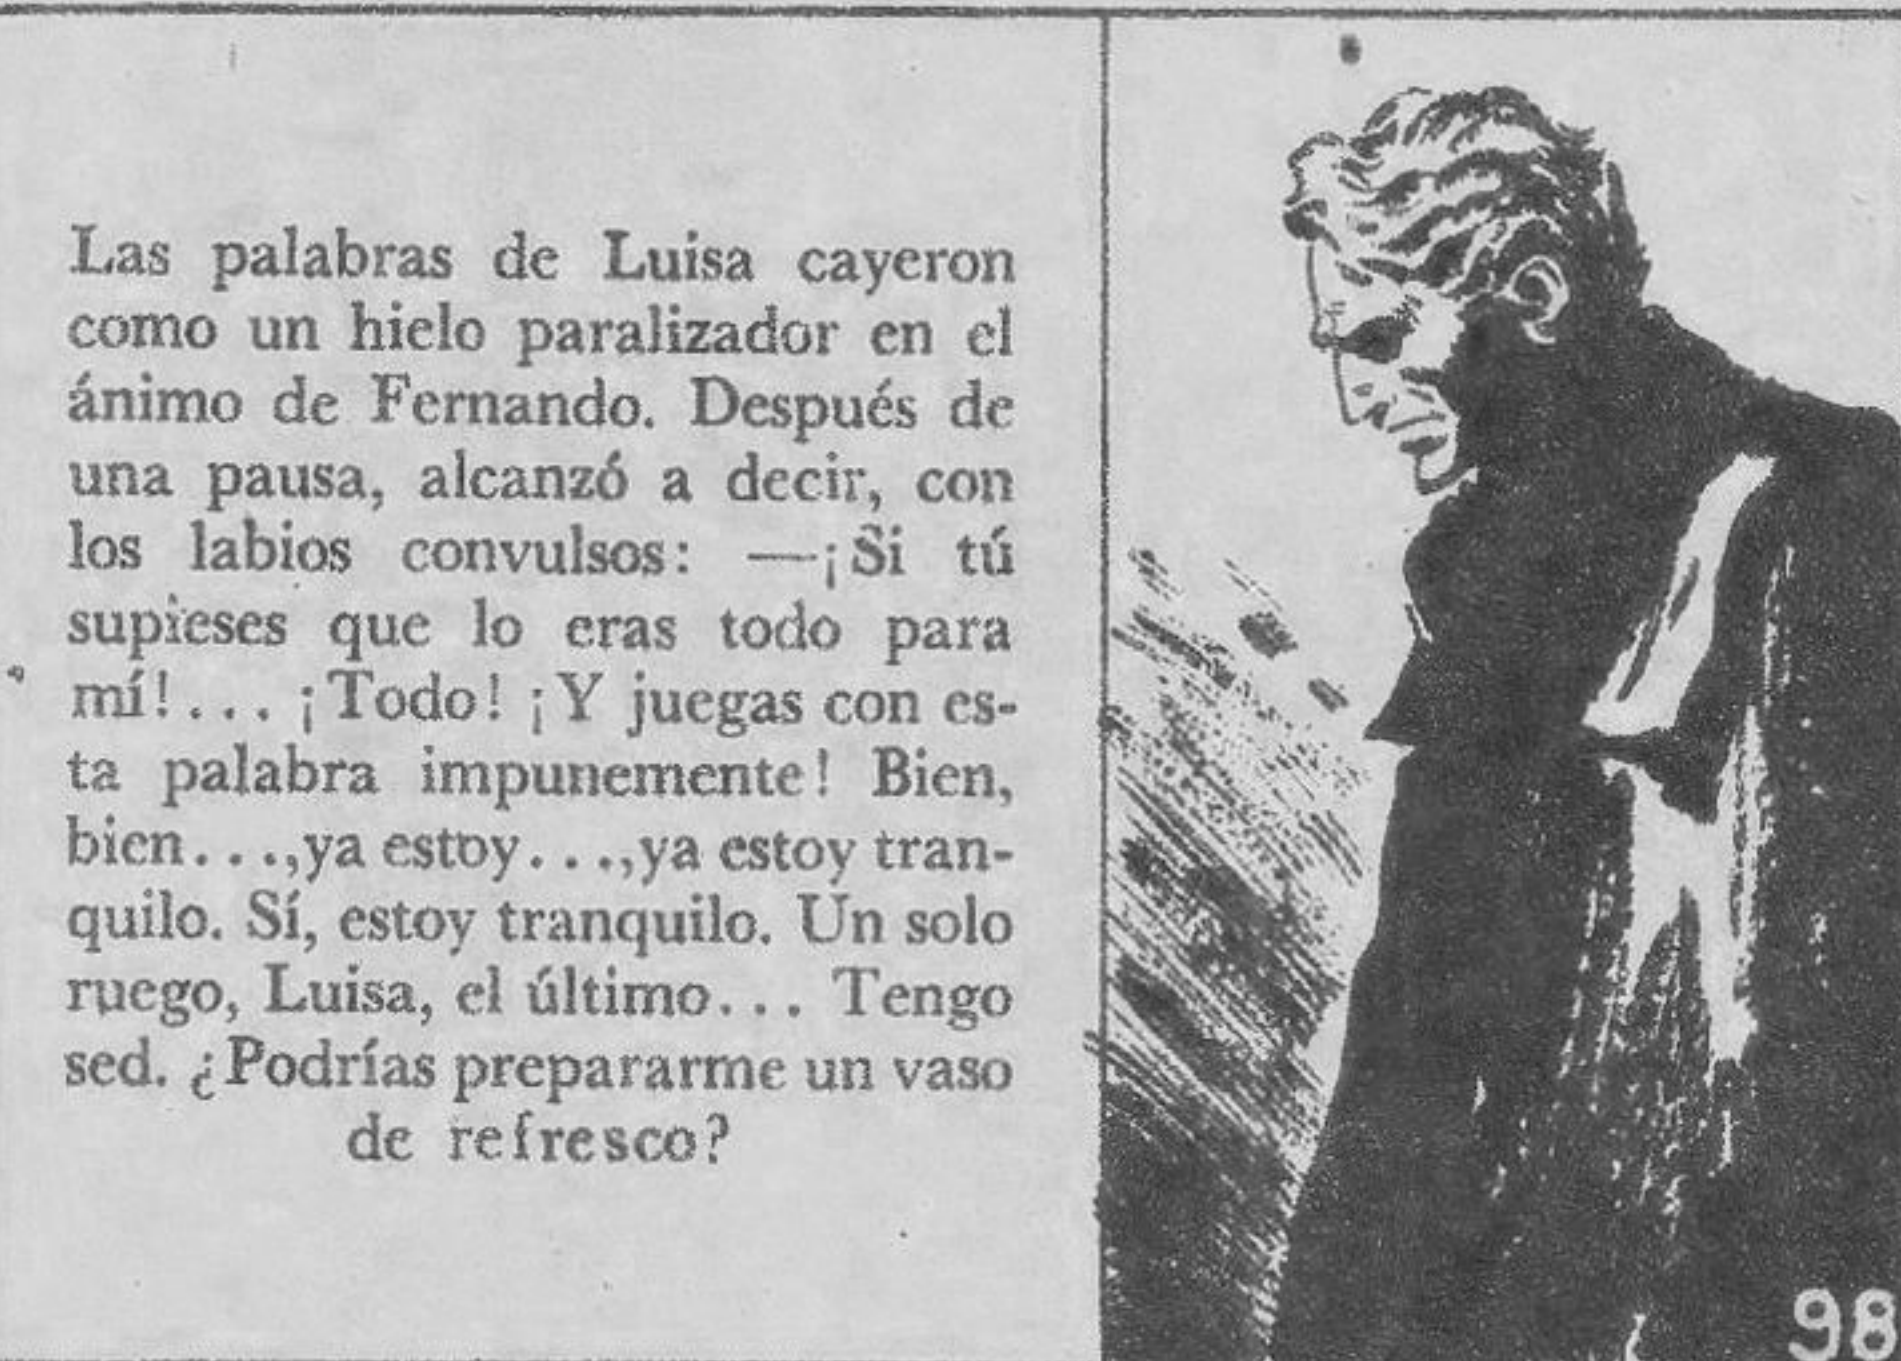 Las palabras de Luisa cayeron
como un hielo paralizador en el
ánimo de Fernando. Después de
una pausa, alcanzó a decir, con
los labios convulsos: —¡Si tú
supieses que lo eras todo para
mí!... ¡Todo! ¡Y juegas con es-
ta palabra impunemente! Bien,
bien...,ya estoy...,ya estoy tran-
quilo. Sí, estoy tranquilo. Un solo
ruego, Luisa, el último... Tengo
sed. ¿Podrías prepararme un vaso
de refresco?
98